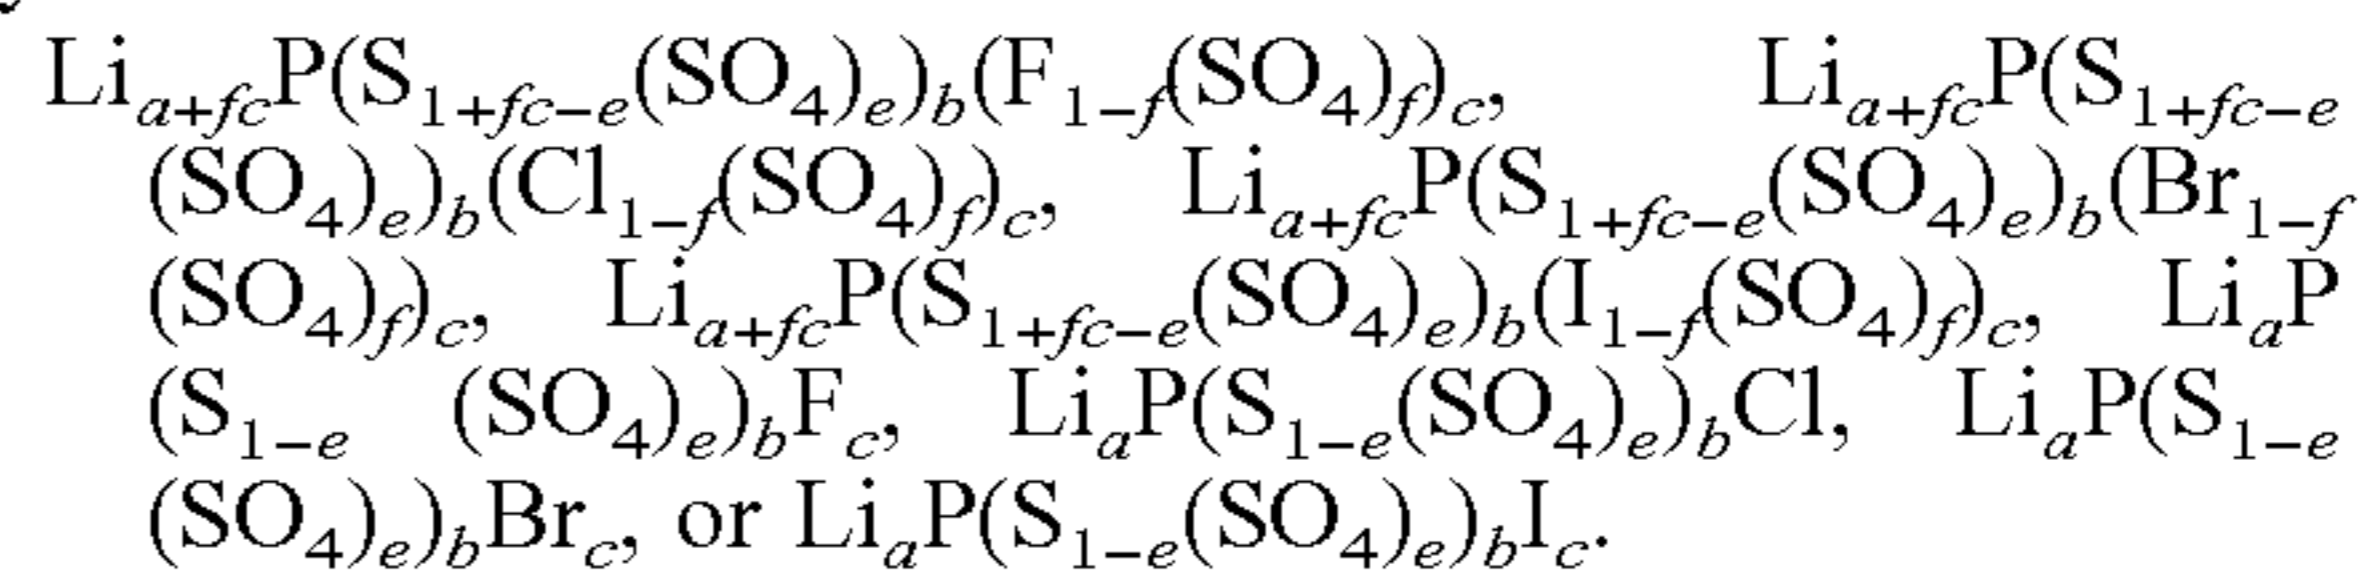 Li_{a+fc}P(S_{1+fc−e}(SO_4)_e)_b(F_{1−f}(SO_4)_f)_c, Li_{a+fc}P(S_{1+fc−e}
(SO_4)_e)_b(Cl_{1−f}(SO_4)_f)_c, Li_{a+fc}P(S_{1+fc−e}(SO_4)_e)_b(Br_{1−f}
(SO_4)_f)_c, Li_{a+fc}P(S_{1+fc−e}(SO_4)_e)_b(I_{1−f}(SO_4)_f)_c, Li_aP
(S_{1−e} (SO_4)_e)_bF_c, Li_aP(S_{1−e}(SO_4)_e)_bCl, Li_aP(S_{1−e}
(SO_4)_e)_bBr_c, or Li_aP(S_{1−e}(SO_4)_e)_bI_c.